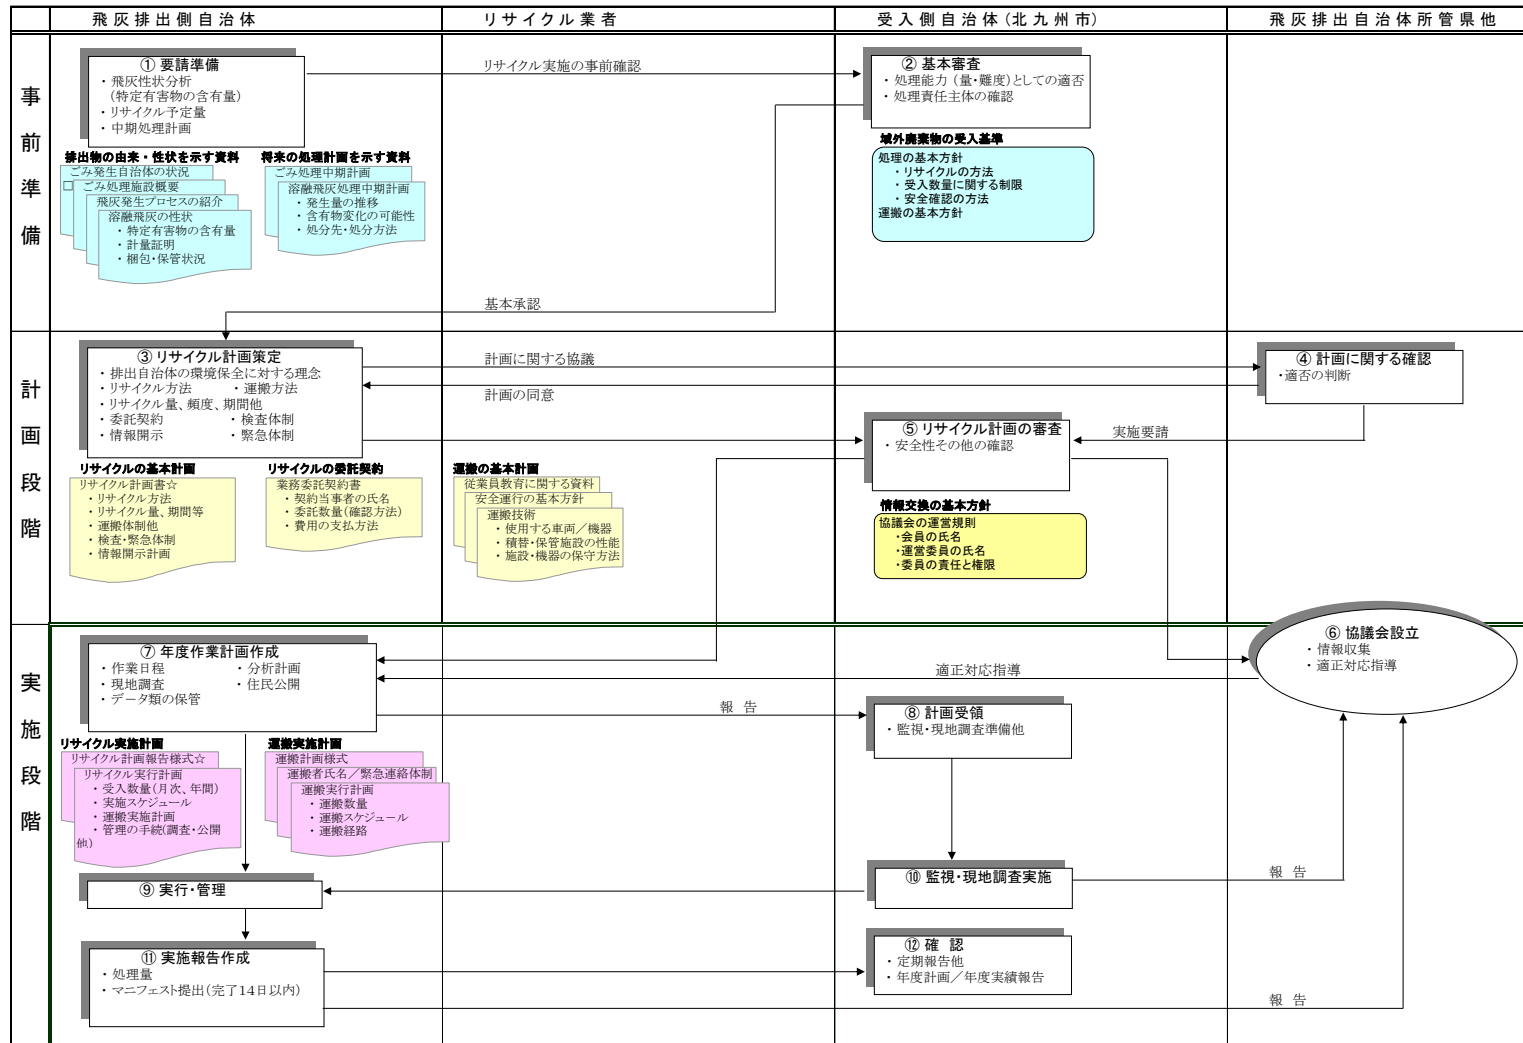 飛灰排出側自治体
リサイクル業者
受入側自治体(北九州市)
飛灰排出自治体所管県他
事前準備
① 要請準備
・ 飛灰性状分析
(特定有害物の含有量)
・ リサイクル予定量
・ 中期処理計画
リサイクル実施の事前確認
② 基本審査
・ 処理能力 (量・難度)としての適否
・ 処理責任主体の確認
排出物の由来・性状を示す資料
ごみ発生自治体の状況
□ ごみ処理施設概要
飛灰発生プロセスの紹介
溶融飛灰の性状
・ 特定有害物の含有量
・ 計量証明
・ 梱包・保管状況
将来の処理計画を示す資料
ごみ処理中期計画
溶融飛灰処理中期計画
・ 発生量の推移
・ 含有物変化の可能性
・ 処分先・処分方法
域外廃棄物の受入基準
処理の基本方針
・ リサイクルの方法
・ 受入数量に関する制限
・ 安全確認の方法
運搬の基本方針
基本承認
計画段階
③ リサイクル計画策定
・ 排出自治体の環境保全に対する理念
・ リサイクル方法 ・ 運搬方法
・ リサイクル量、頻度、期間他
・ 委託契約 ・ 検査体制
・ 情報開示 ・ 緊急体制
計画に関する協議
計画の同意
④ 計画に関する確認
・適否の判断
実施要請
⑤ リサイクル計画の審査
・ 安全性その他の確認
リサイクルの基本計画
リサイクル計画書☆
・ リサイクル方法
・ リサイクル量、期間等
・ 運搬体制他
・ 検査・緊急体制
・ 情報開示計画
リサイクルの委託契約
業務委託契約書
・ 契約当事者の氏名
・ 委託数量(確認方法)
・ 費用の支払方法
運搬の基本計画
従業員教育に関する資料
安全運行の基本方針
運搬技術
・ 使用する車両/機器
・ 積替・保管施設の性能
・ 施設・機器の保守方法
情報交換の基本方針
協議会の運営規則
・会員の氏名
・運営委員の氏名
・委員の責任と権限
実施段階
⑥ 協議会設立
・ 情報収集
・ 適正対応指導
⑦ 年度作業計画作成
・ 作業日程 ・ 分析計画
・ 現地調査 ・ 住民公開
・ データ類の保管
適正対応指導
報 告
⑧ 計画受領
・ 監視・現地調査準備他
リサイクル実施計画
リサイクル計画報告様式☆
リサイクル実行計画
・ 受入数量(月次、年間)
・ 実施スケジュール
・ 運搬実施計画
・ 管理の手続(調査・公開
他)
運搬実施計画
運搬計画様式
運搬者氏名/緊急連絡体制
運搬実行計画
・ 運搬数量
・ 運搬スケジュール
・ 運搬経路
⑨ 実行・管理
⑩ 監視・現地調査実施
報 告
⑪ 実施報告作成
・ 処理量
・ マニフェスト提出(完了14日以内)
⑫ 確 認
・ 定期報告他
・ 年度計画/年度実績報告
報 告